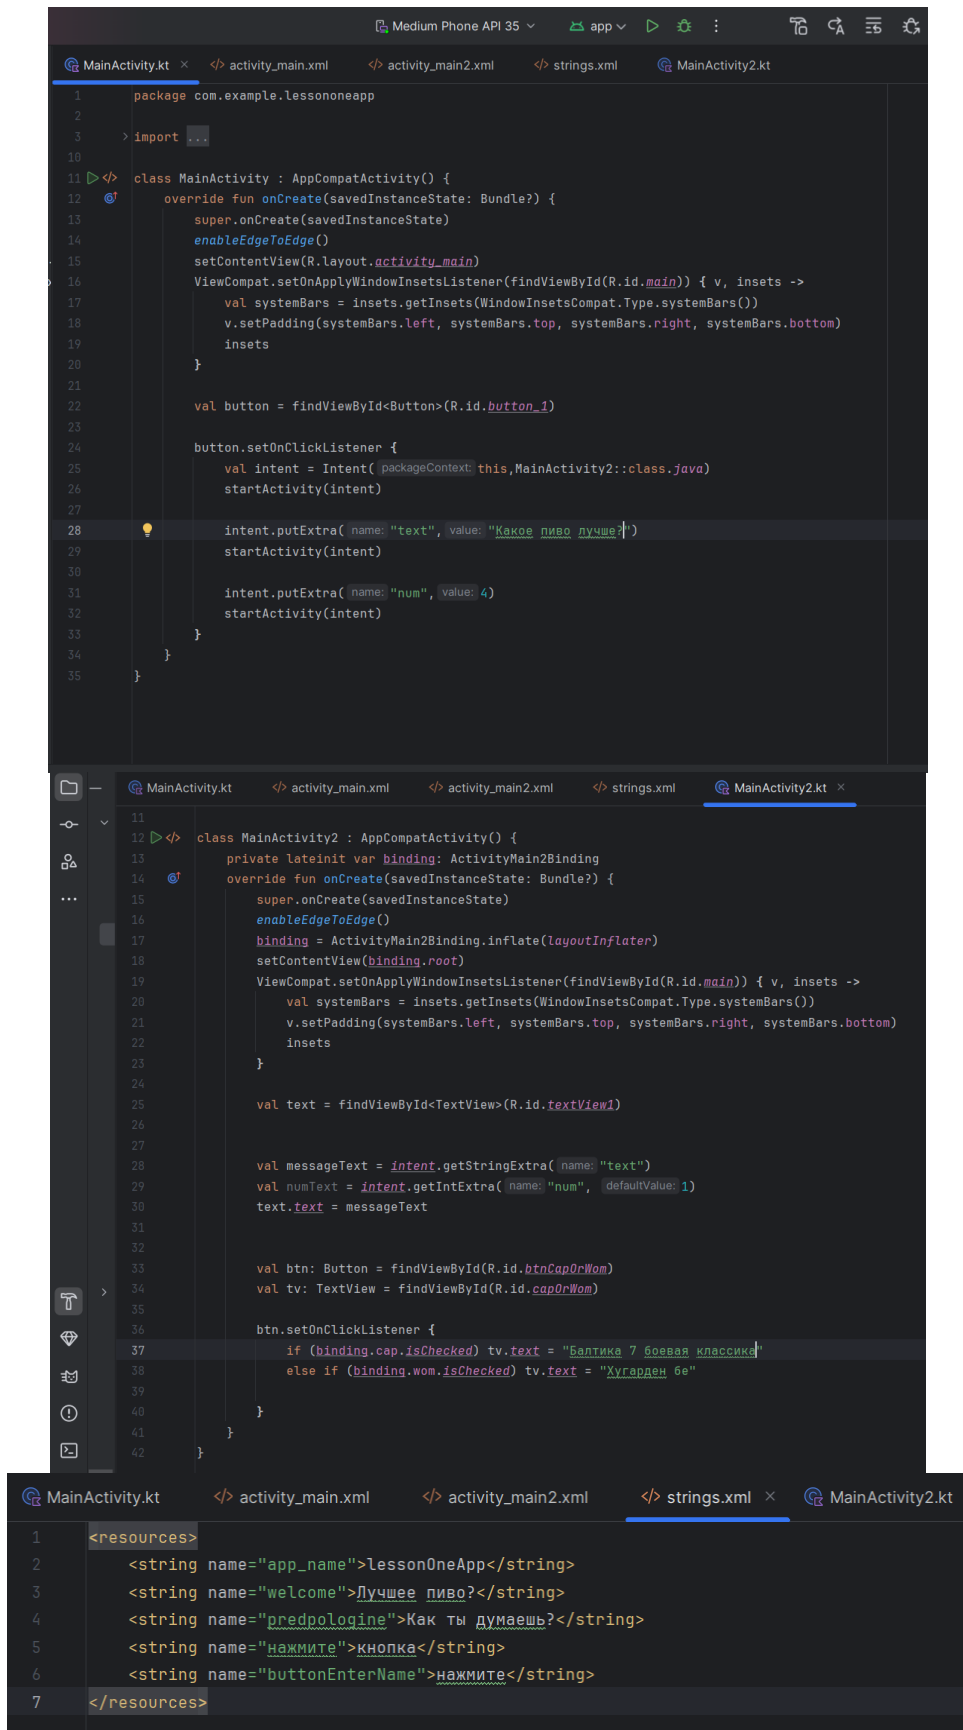 Medium Phone API 35 app
MainActivity.kt activity_main.xml activity_main2.xml strings.xml MainActivity2.kt
1 package com.example.lessononeapp
2
3 import ...
10
11 class MainActivity : AppCompatActivity() {
12 override fun onCreate(savedInstanceState: Bundle?) {
13 super.onCreate(savedInstanceState)
14 enableEdgeToEdge()
15 setContentView(R.layout.activity_main)
16 ViewCompat.setOnApplyWindowInsetsListener(findViewById(R.id.main)) { v, insets ->
17 val systemBars = insets.getInsets(WindowInsetsCompat.Type.systemBars())
18 v.setPadding(systemBars.left, systemBars.top, systemBars.right, systemBars.bottom)
19 insets
20 }
21
22 val button = findViewById<Button>(R.id.button_1)
23
24 button.setOnClickListener {
25 val intent = Intent( packageContext: this,MainActivity2::class.java)
26 startActivity(intent)
27
28 intent.putExtra( name: "text", value: "Какое пиво лучше?")
29 startActivity(intent)
30
31 intent.putExtra( name: "num", value: 4)
32 startActivity(intent)
33 }
34 }
35 }
MainActivity.kt activity_main.xml activity_main2.xml strings.xml MainActivity2.kt
11
12 class MainActivity2 : AppCompatActivity() {
13 private lateinit var binding: ActivityMain2Binding
14 override fun onCreate(savedInstanceState: Bundle?) {
15 super.onCreate(savedInstanceState)
16 enableEdgeToEdge()
17 binding = ActivityMain2Binding.inflate(layoutInflater)
18 setContentView(binding.root)
19 ViewCompat.setOnApplyWindowInsetsListener(findViewById(R.id.main)) { v, insets ->
20 val systemBars = insets.getInsets(WindowInsetsCompat.Type.systemBars())
21 v.setPadding(systemBars.left, systemBars.top, systemBars.right, systemBars.bottom)
22 insets
23 }
24
25 val text = findViewById<TextView>(R.id.textView1)
26
27
28 val messageText = intent.getStringExtra( name: "text")
29 val numText = intent.getIntExtra( name: "num", defaultValue: 1)
30 text.text = messageText
31
32
33 val btn: Button = findViewById(R.id.btnCapOrWom)
34 val tv: TextView = findViewById(R.id.capOrWom)
35
36 btn.setOnClickListener {
37 if (binding.cap.isChecked) tv.text = "Балтика 7 боевая классика"
38 else if (binding.wom.isChecked) tv.text = "Хугарден бе"
39
40 }
41 }
42 }
MainActivity.kt activity_main.xml activity_main2.xml strings.xml MainActivity2.kt
1 <resources>
2 <string name="app_name">lessonOneApp</string>
3 <string name="welcome">Лучшее пиво?</string>
4 <string name="predpologine">Как ты думаешь?</string>
5 <string name="нажмите">кнопка</string>
6 <string name="buttonEnterName">нажмите</string>
7 </resources>